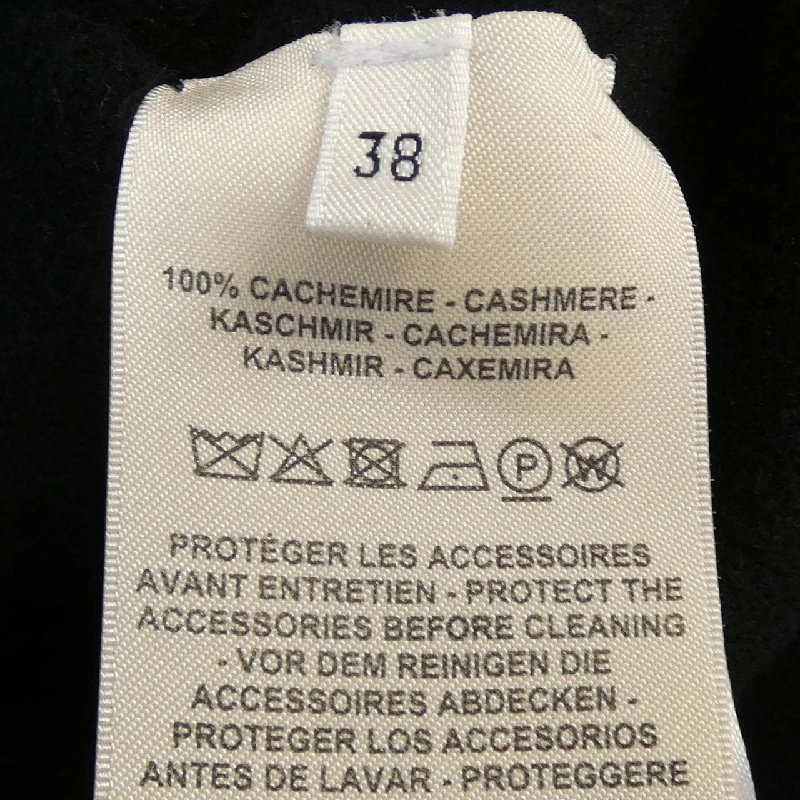 38
100% CACHEMIRE - CASHMERE -
KASCHMIR - CACHEMIRA -
KASHMIR - CAXEMIRA
P W
PROTÉGER LES ACCESSOIRES
AVANT ENTRETIEN - PROTECT THE
ACCESSORIES BEFORE CLEANING
- VOR DEM REINIGEN DIE
ACCESSOIRES ABDECKEN -
PROTEGER LOS ACCESORIOS
ANTES DE LAVAR - PROTEGGERE